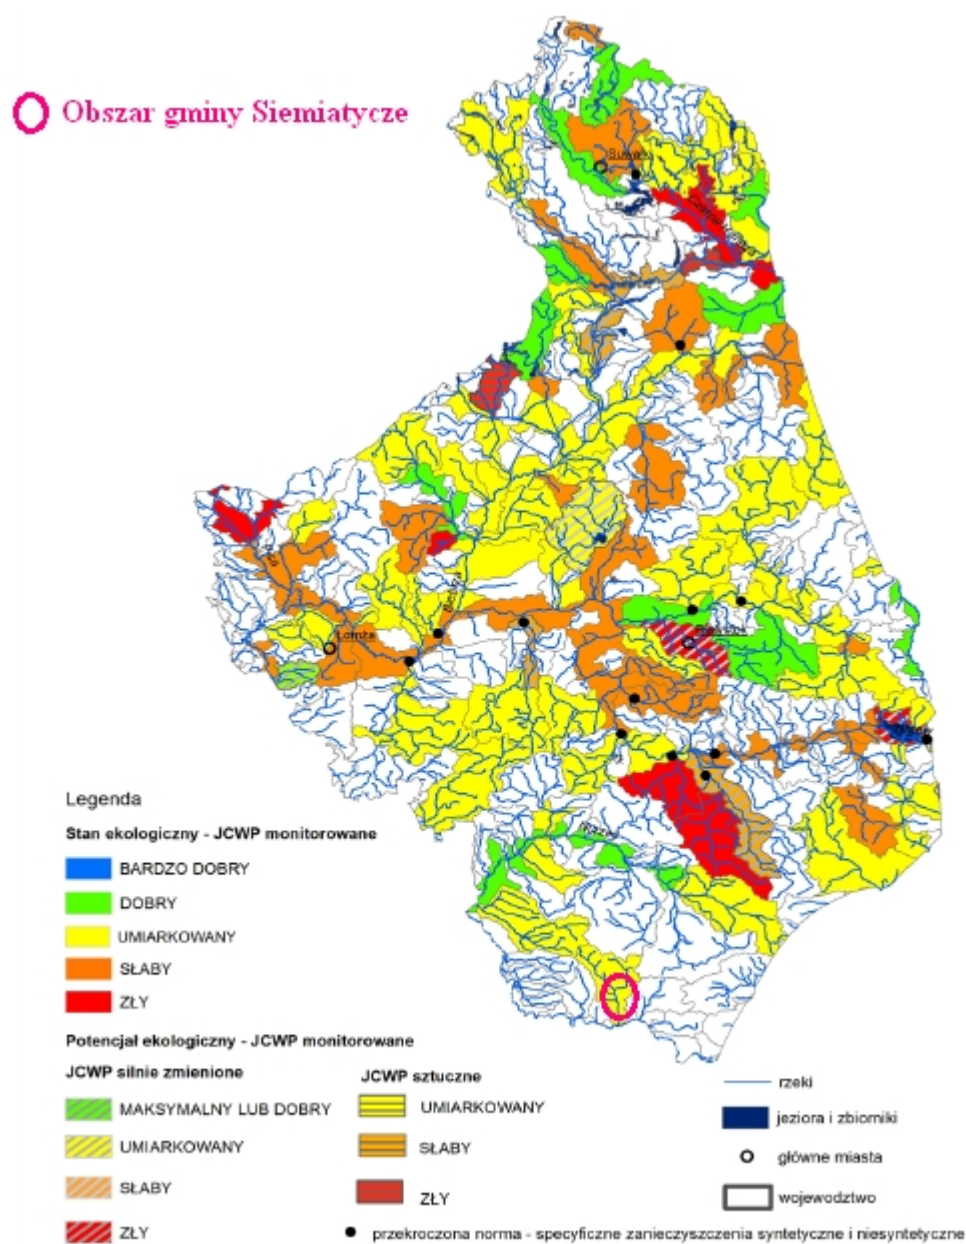 Obszar gminy Siemiatycze
Suwałki
Łomża
Biebrza
Legenda
Stan ekologiczny - JCWP monitorowane
BARDZO DOBRY
DOBRY
UMIARKOWANY
SŁABY
ZŁY
Potencjał ekologiczny - JCWP monitorowane
JCWP silnie zmienione
MAKSYMALNY LUB DOBRY
UMIARKOWANY
SŁABY
ZŁY
JCWP sztuczne
UMIARKOWANY
SŁABY
ZŁY
rzeki
jeziora i zbiorniki
główne miasta
województwo
przekroczona norma - specyficzne zanieczyszczenia syntetyczne i niesyntetyczne